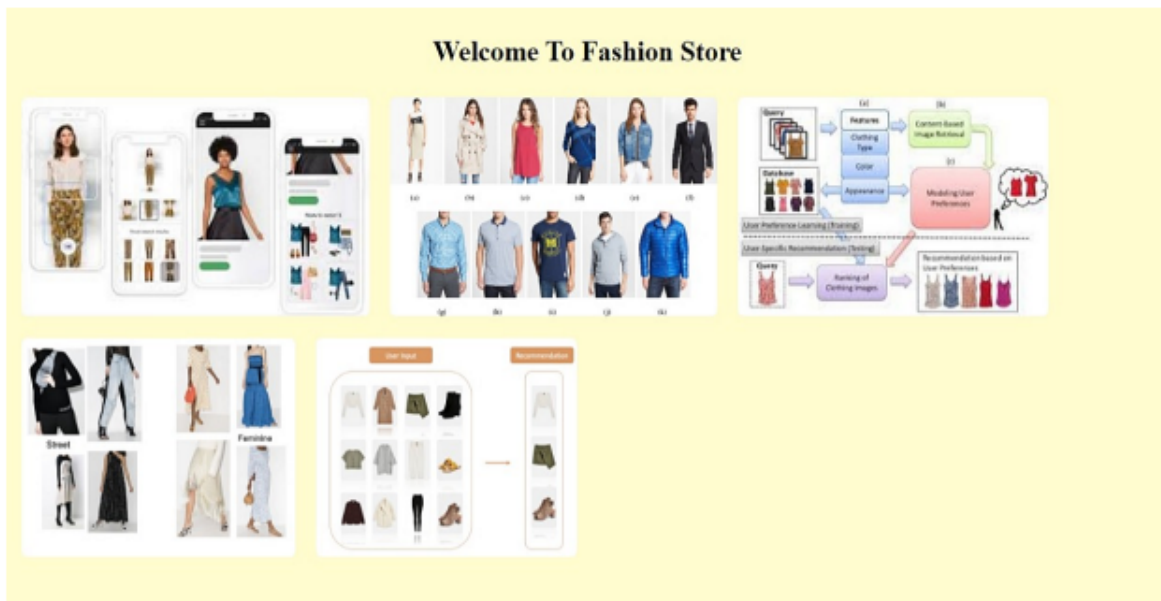 Welcome To Fashion Store
(a)
(b)
(c)
(d)
(e)
(f)
(g)
(h)
(i)
(j)
(k)
(a)
(b)
Query
Features
Clothing
Type
Color
Appearance
Content-Based
Image Retrieval
(c)
Database
Modeling User
Preferences
User Preference Learning (Training)
User-Specific Recommendation (Testing)
Query
Ranking of
Clothing Images
Recommendation based on
User Preferences
Street
Feminine
User Input
Recommendation